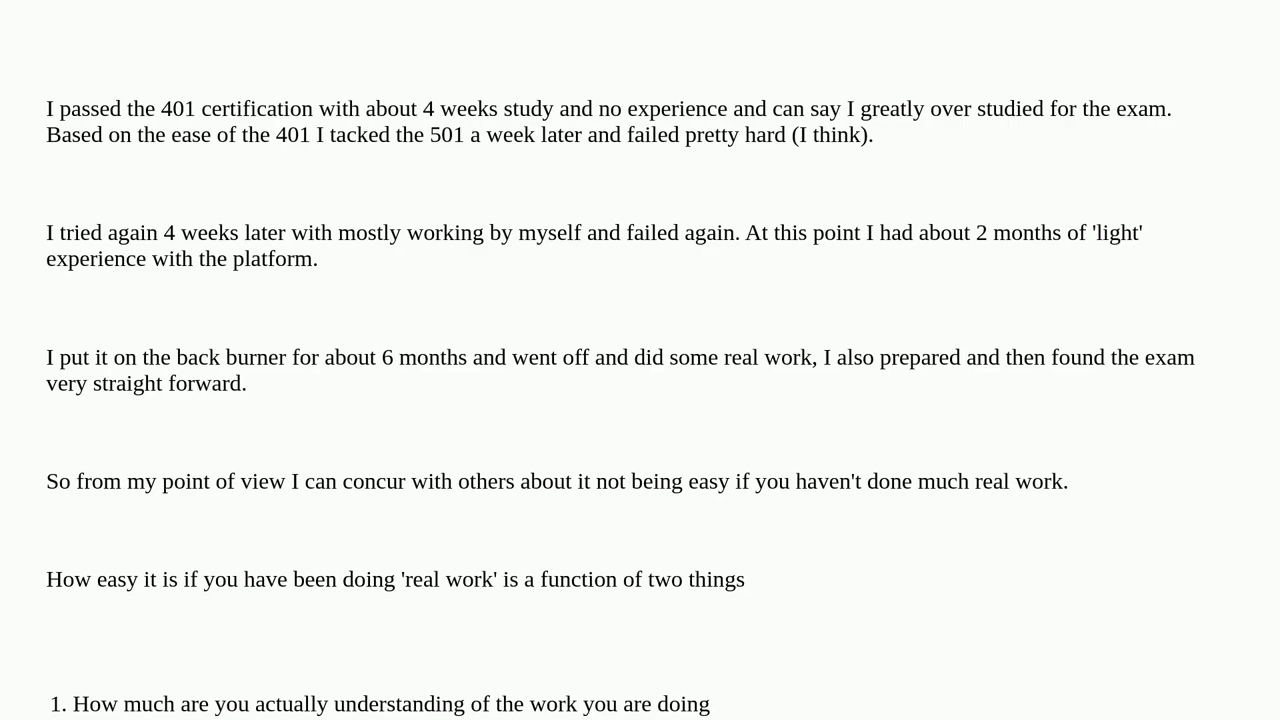 I passed the 401 certification with about 4 weeks study and no experience and can say I greatly over studied for the exam.
Based on the ease of the 401 I tacked the 501 a week later and failed pretty hard (I think).
I tried again 4 weeks later with mostly working by myself and failed again. At this point I had about 2 months of 'light'
experience with the platform.
I put it on the back burner for about 6 months and went off and did some real work, I also prepared and then found the exam
very straight forward.
So from my point of view I can concur with others about it not being easy if you haven't done much real work.
How easy it is if you have been doing 'real work' is a function of two things
1. How much are you actually understanding of the work you are doing